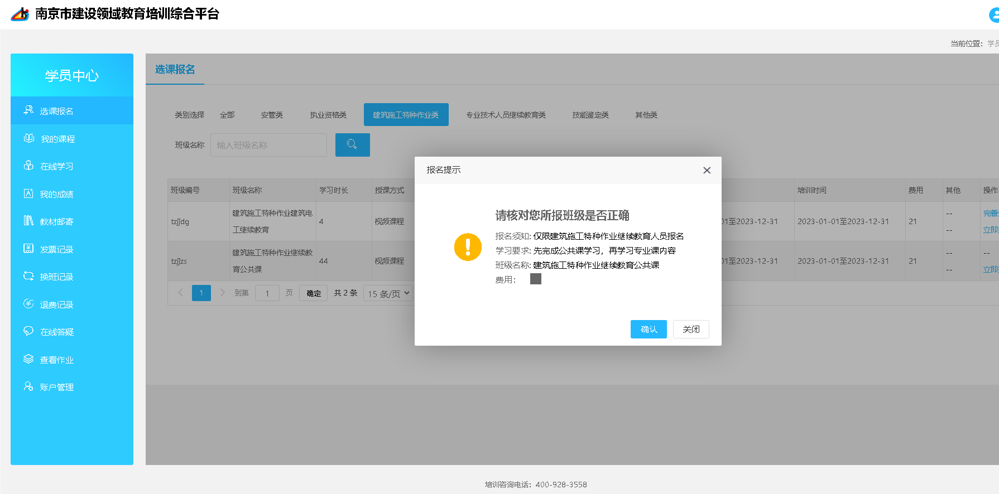 南京市建设领域教育培训综合平台
当前位置：学员
学员中心
选课报名
我的课程
在线学习
我的成绩
教材邮寄
发票记录
换班记录
退费记录
在线答疑
查看作业
账户管理
选课报名
类别选择 全部 安管类 执业资格类 建筑施工特种作业类 专业技术人员继续教育类 技能鉴定类 其他类
班级名称 输入班级名称
班级编号 班级名称 学习时长 授课方式 培训时间 费用 其他 操作
tzjjdg 建筑施工特种作业建筑电工继续教育 4 视频课程 01至2023-12-31 2023-01-01至2023-12-31 21 -- -- 完善 立即
tzjjzs 建筑施工特种作业继续教育公共课 44 视频课程 01至2023-12-31 2023-01-01至2023-12-31 21 -- -- -- 立即
1 到第 1 页 确定 共 2 条 15 条/页
报名提示
请核对您所报班级是否正确
报名须知: 仅限建筑施工特种作业继续教育人员报名
学习要求: 先完成公共课学习，再学习专业课内容
班级名称: 建筑施工特种作业继续教育公共课
费用：
确认 关闭
培训咨询电话：400-928-3558